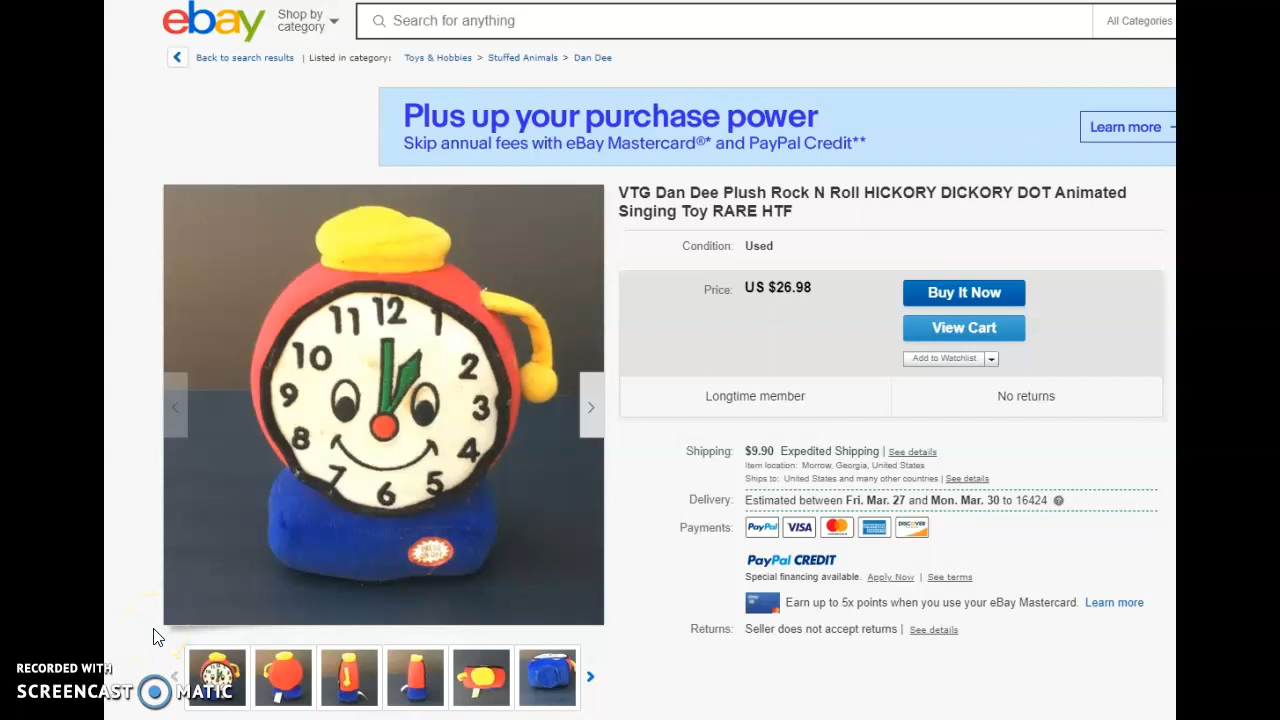 ebay
Shop by
category
Search for anything
All Categories
Back to search results | Listed in category: Toys & Hobbies > Stuffed Animals > Dan Dee
Plus up your purchase power
Skip annual fees with eBay Mastercard®* and PayPal Credit**
Learn more
VTG Dan Dee Plush Rock N Roll HICKORY DICKORY DOT Animated
Singing Toy RARE HTF
Condition: Used
Price: US $26.98
Buy It Now
View Cart
Add to Watchlist
Longtime member
No returns
Shipping: $9.90 Expedited Shipping | See details
Item location: Morrow, Georgia, United States
Ships to: United States and many other countries | See details
Delivery: Estimated between Fri. Mar. 27 and Mon. Mar. 30 to 16424
Payments: PayPal VISA MasterCard DISCOVER
PayPal CREDIT
Special financing available. Apply Now | See terms
Earn up to 5x points when you use your eBay Mastercard. Learn more
Returns: Seller does not accept returns | See details
12
11 1
10 2
9 3
8 4
7 5
6
RECORDED WITH
SCREENCAST MATIC